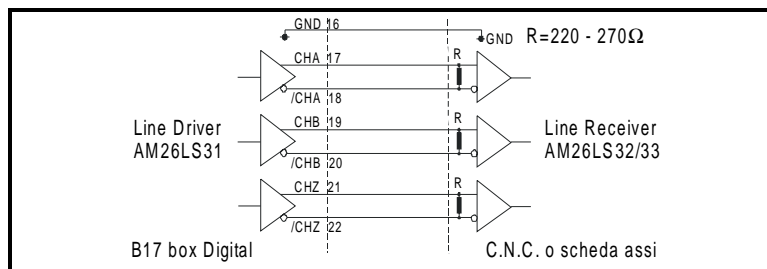 GND 16
GND R=220 - 270Ω
CHA 17 R
/CHA 18
CHB 19 R
/CHB 20
Line Driver
AM26LS31
Line Receiver
AM26LS32/33
CHZ 21 R
/CHZ 22
B17 box Digital
C.N.C. o scheda assi